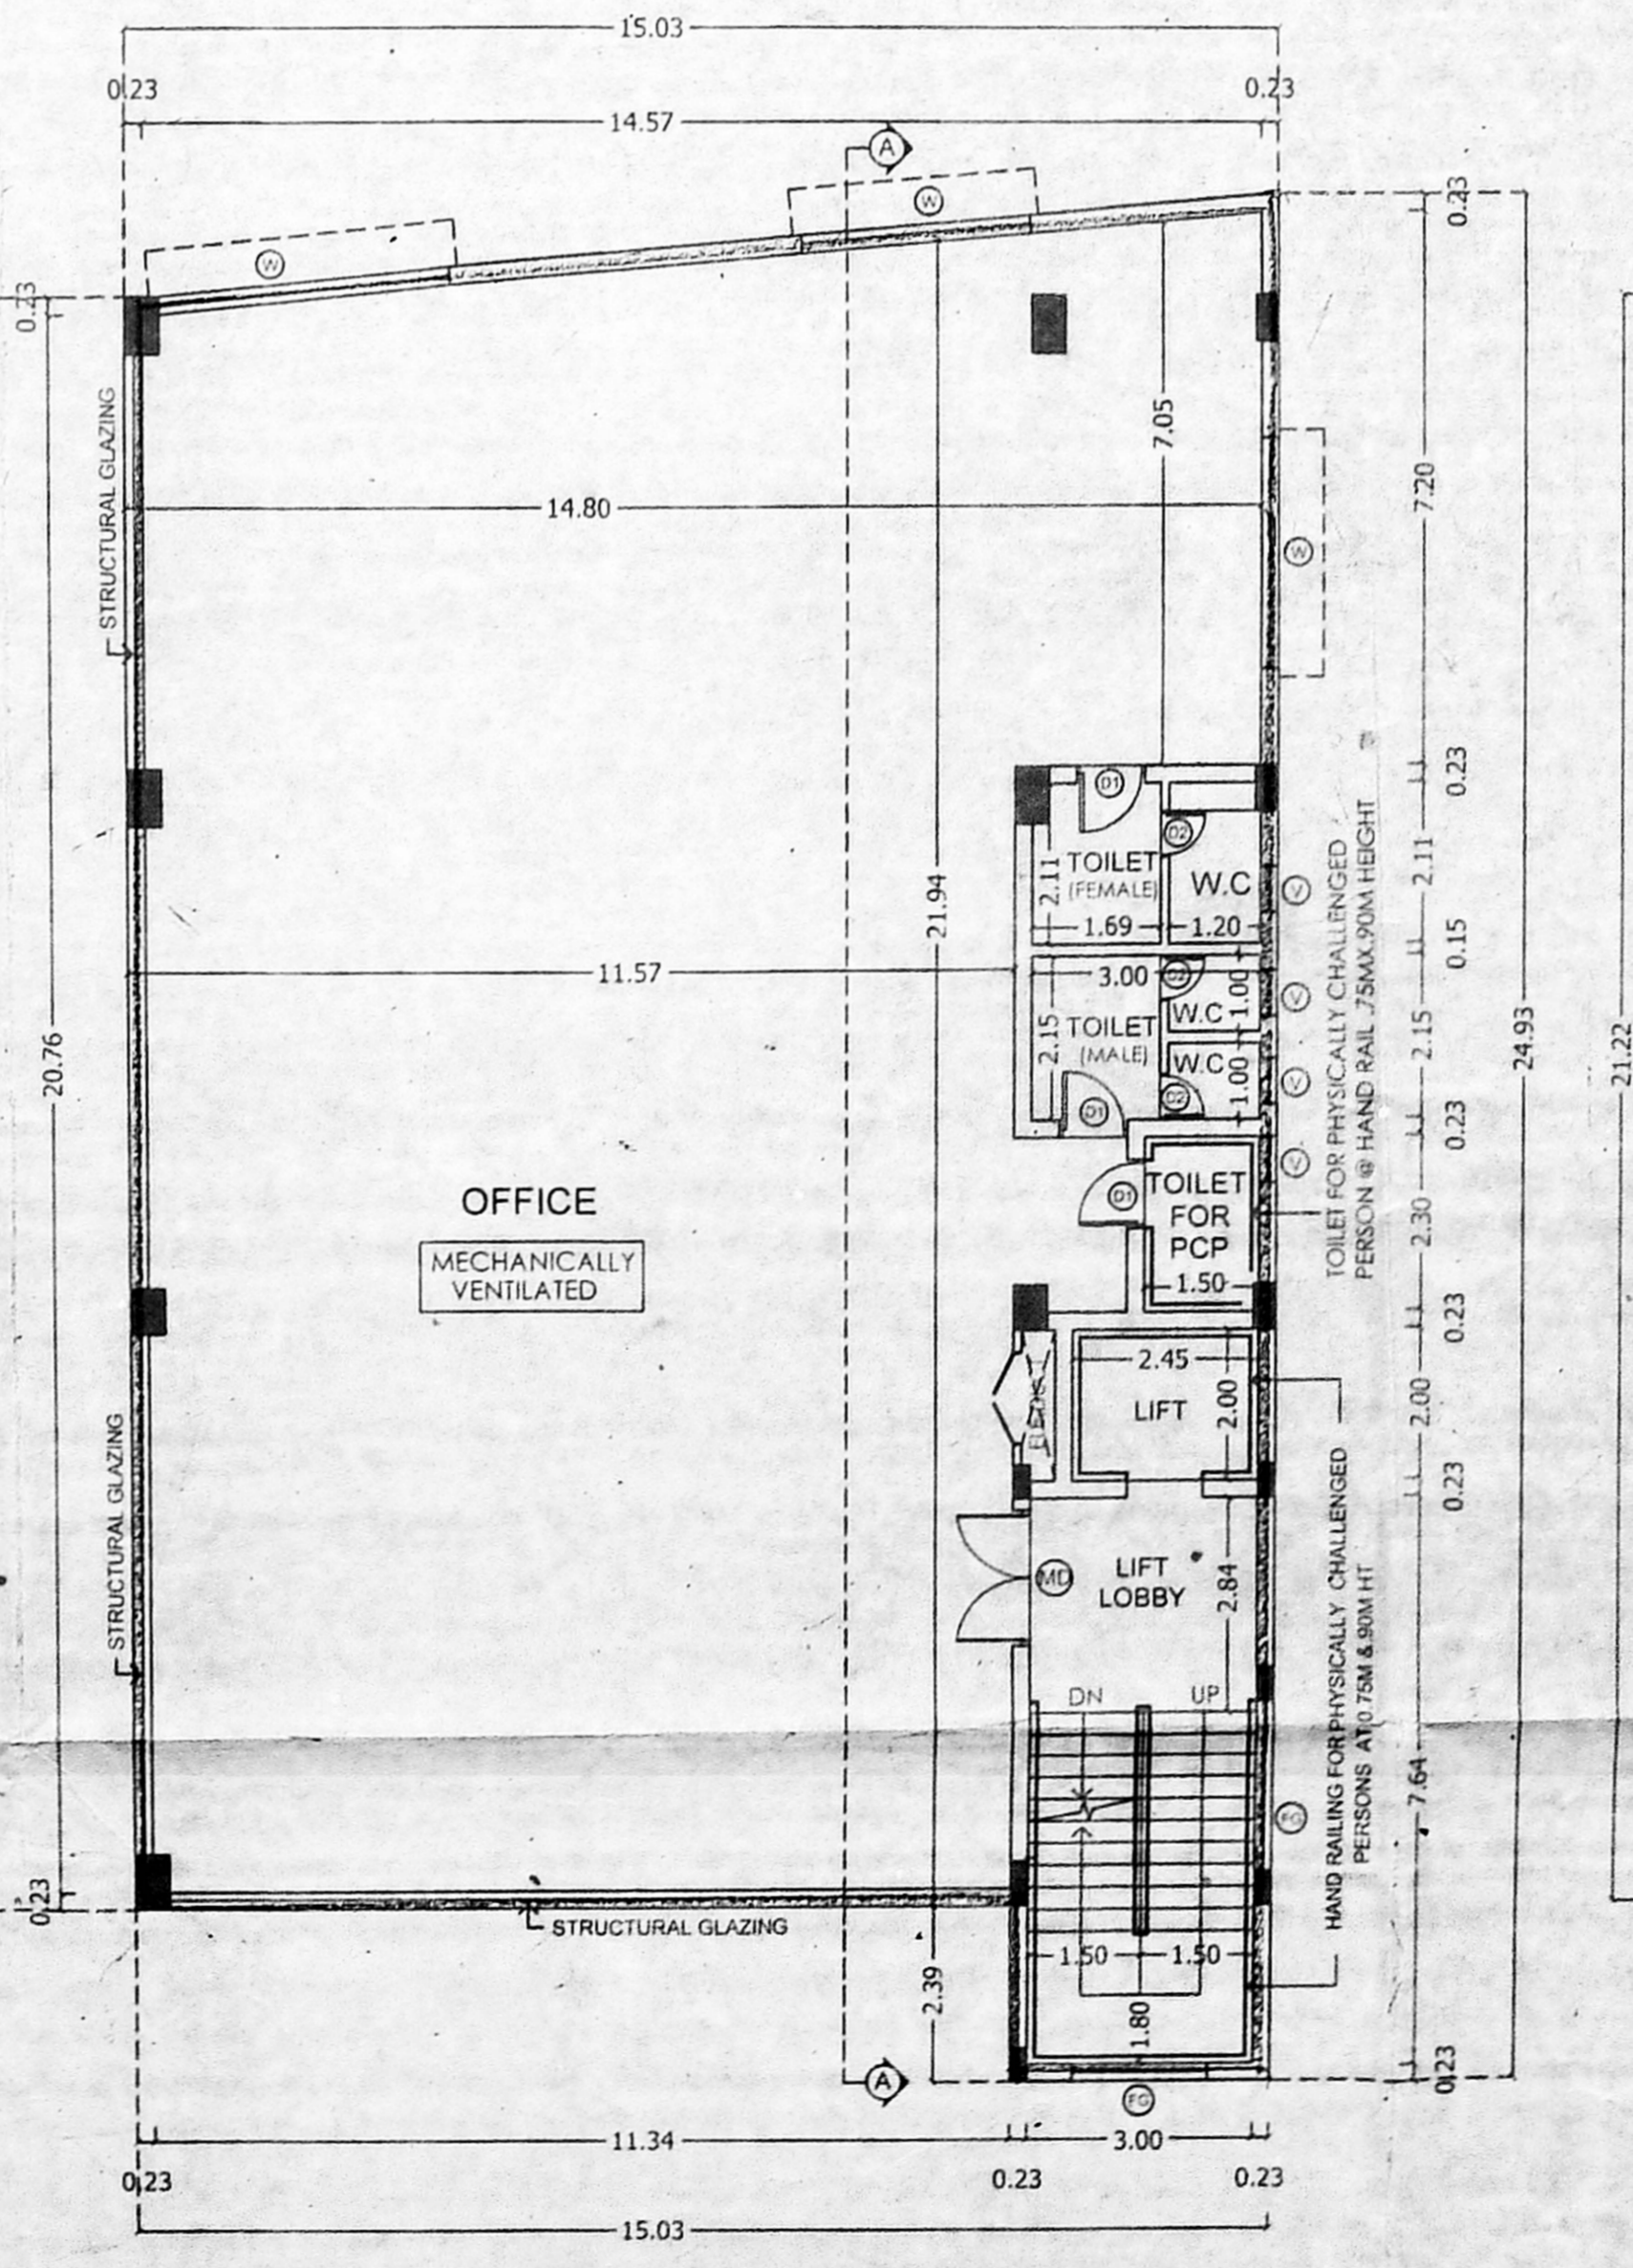 15.03
0.23
0.23
14.57
A
W
W
0.23
0.23
STRUCTURAL GLAZING
7.05
7.20
14.80
W
0.23
D1
D2
TOILET
(FEMALE)
2.11
W.C
V
2.11
1.69
1.20
21.94
0.15
11.57
3.00
D2
1.00
W.C
V
TOILET
(MALE)
2.15
2.15
W.C
1.00
V
D2
D1
0.23
20.76
24.93
21.22
TOILET FOR PHYSICALLY CHALLENGED
PERSON @ HAND RAIL .75MX.90M HEIGHT
V
OFFICE
MECHANICALLY
VENTILATED
D1
TOILET
FOR
PCP
1.50
2.30
0.23
2.45
LIFT
2.00
2.00
0.23
STRUCTURAL GLAZING
MD
LIFT
LOBBY
2.84
HAND RAILING FOR PHYSICALLY CHALLENGED
PERSONS AT 0.75M & .90M HT
DN
UP
7.64
FG
0.23
STRUCTURAL GLAZING
1.50
1.50
2.39
1.80
A
0.23
FG
11.34
3.00
0.23
0.23
0.23
15.03